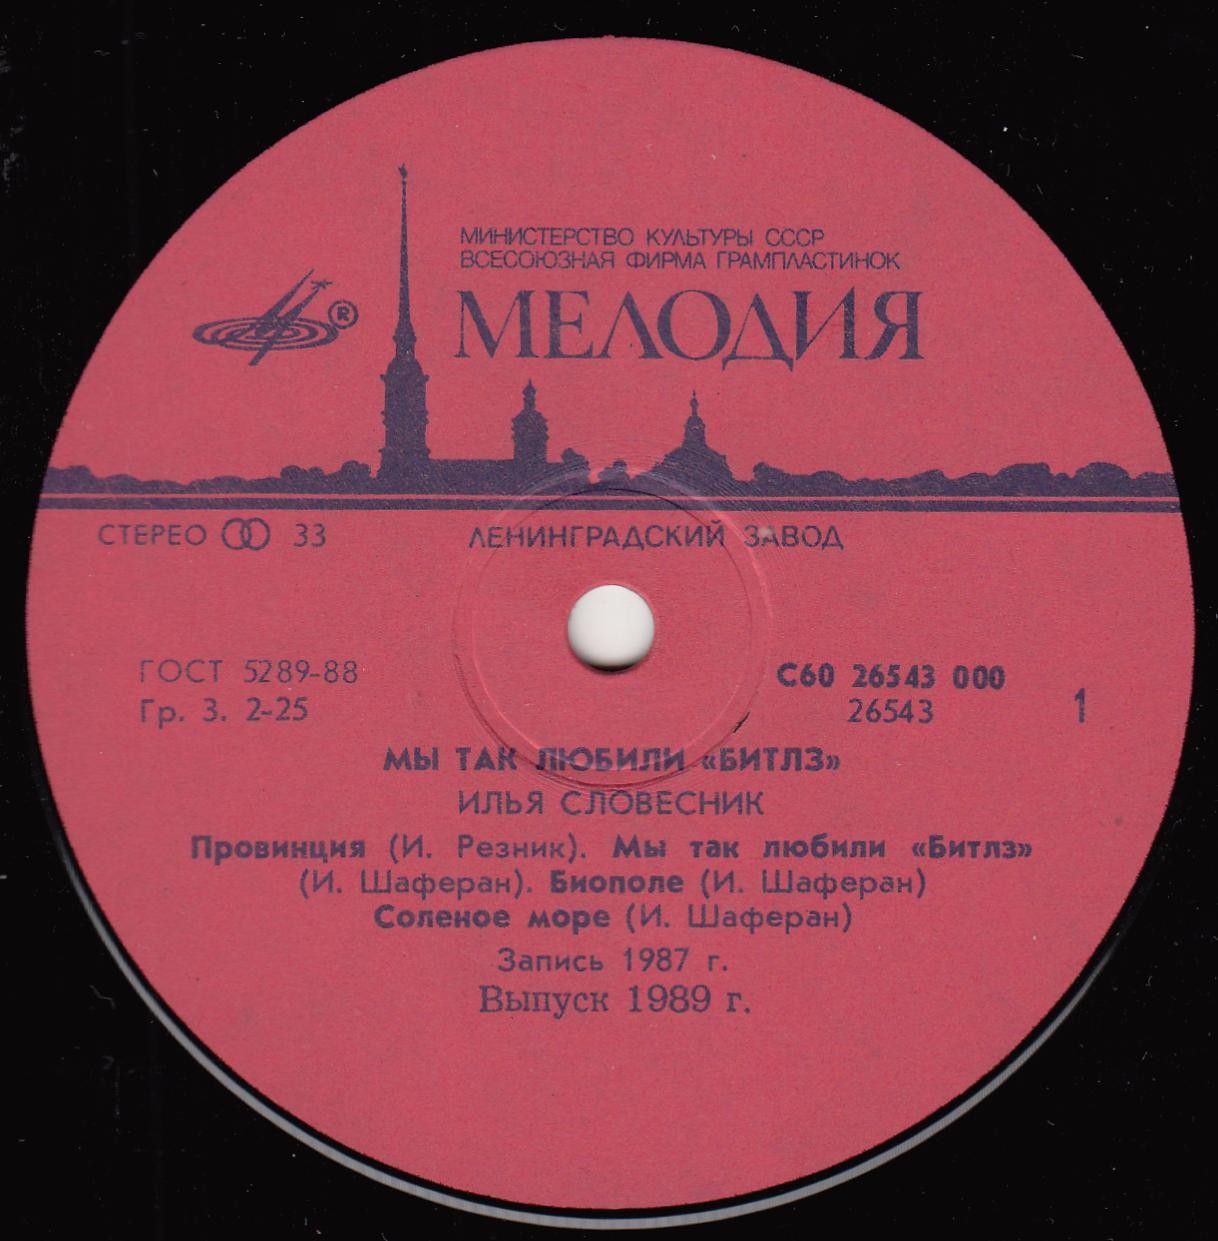 МИНИСТЕРСТВО КУЛЬТУРЫ СССР
ВСЕСОЮЗНАЯ ФИРМА ГРАМПЛАСТИНОК
® МЕЛОДИЯ
СТЕРЕО 33 ЛЕНИНГРАДСКИЙ ЗАВОД
ГОСТ 5289-88 С60 26543 000
Гр. 3. 2-25 26543 1
МЫ ТАК ЛЮБИЛИ «БИТЛЗ»
ИЛЬЯ СЛОВЕСНИК
Провинция (И. Резник). Мы так любили «Битлз»
(И. Шаферан). Биополе (И. Шаферан)
Соленое море (И. Шаферан)
Запись 1987 г.
Выпуск 1989 г.